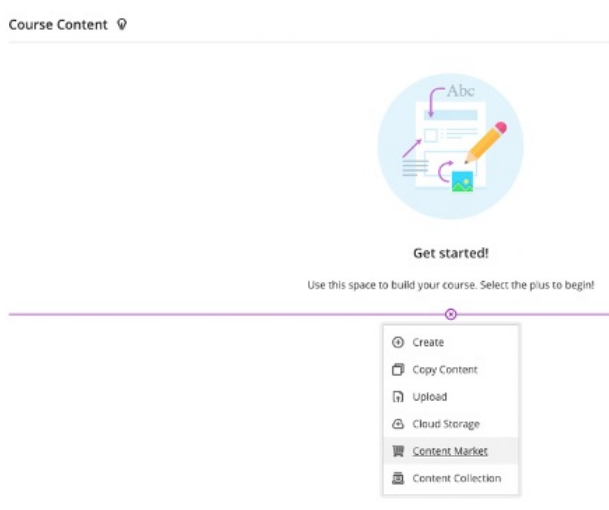 Course Content
Abc
Get started!
Use this space to build your course. Select the plus to begin!
Create
Copy Content
Upload
Cloud Storage
Content Market
Content Collection